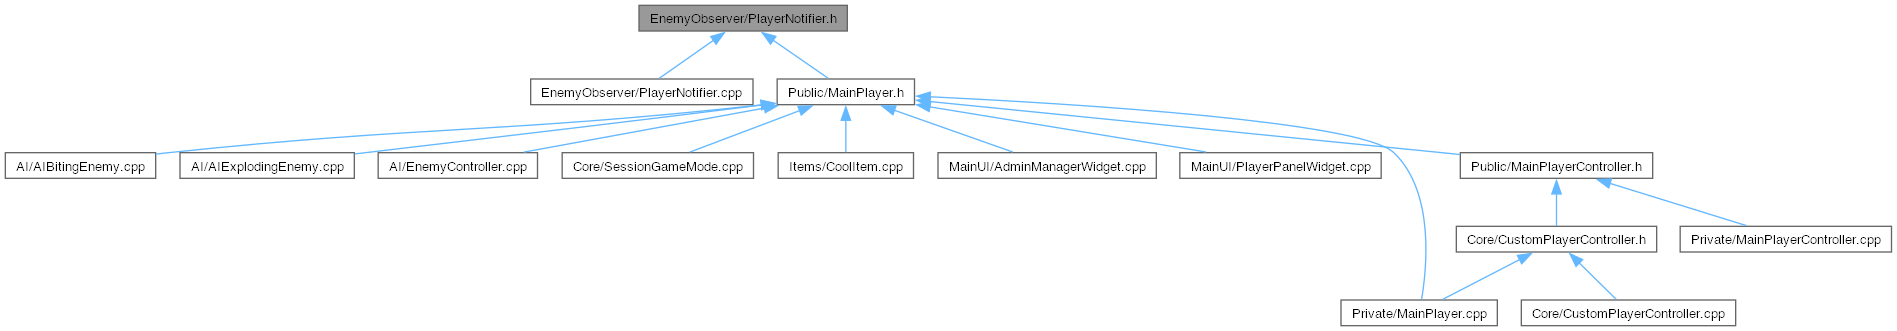 EnemyObserver/PlayerNotifier.h
EnemyObserver/PlayerNotifier.cpp
Public/MainPlayer.h
AI/AIBitingEnemy.cpp
AI/AIExplodingEnemy.cpp
AI/EnemyController.cpp
Core/SessionGameMode.cpp
Items/CoolItem.cpp
MainUI/AdminManagerWidget.cpp
MainUI/PlayerPanelWidget.cpp
Public/MainPlayerController.h
Core/CustomPlayerController.h
Private/MainPlayerController.cpp
Private/MainPlayer.cpp
Core/CustomPlayerController.cpp